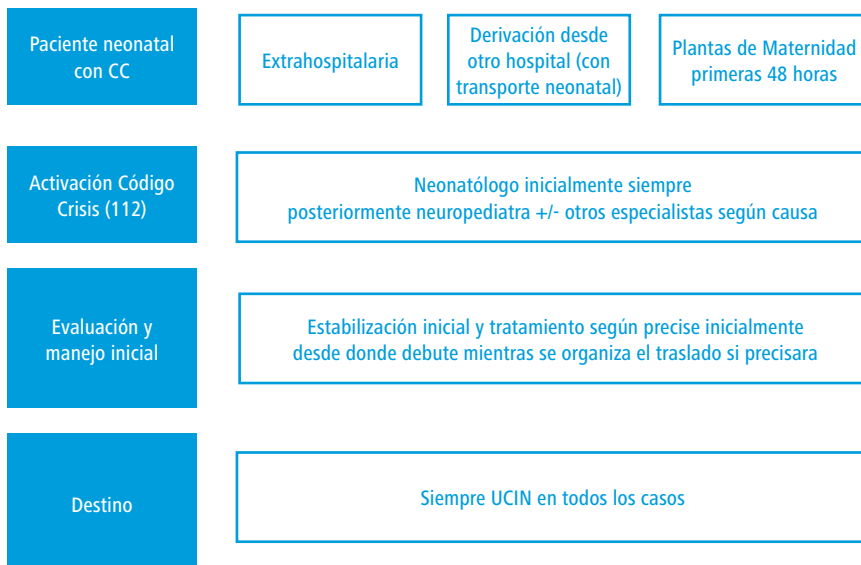 Paciente neonatal
con CC
Extrahospitalaria
Derivación desde
otro hospital (con
transporte neonatal)
Plantas de Maternidad
primeras 48 horas
Activación Código
Crisis (112)
Neonatólogo inicialmente siempre
posteriormente neuropediatra +/- otros especialistas según causa
Evaluación y
manejo inicial
Estabilización inicial y tratamiento según precise inicialmente
desde donde debute mientras se organiza el traslado si precisara
Destino
Siempre UCIN en todos los casos